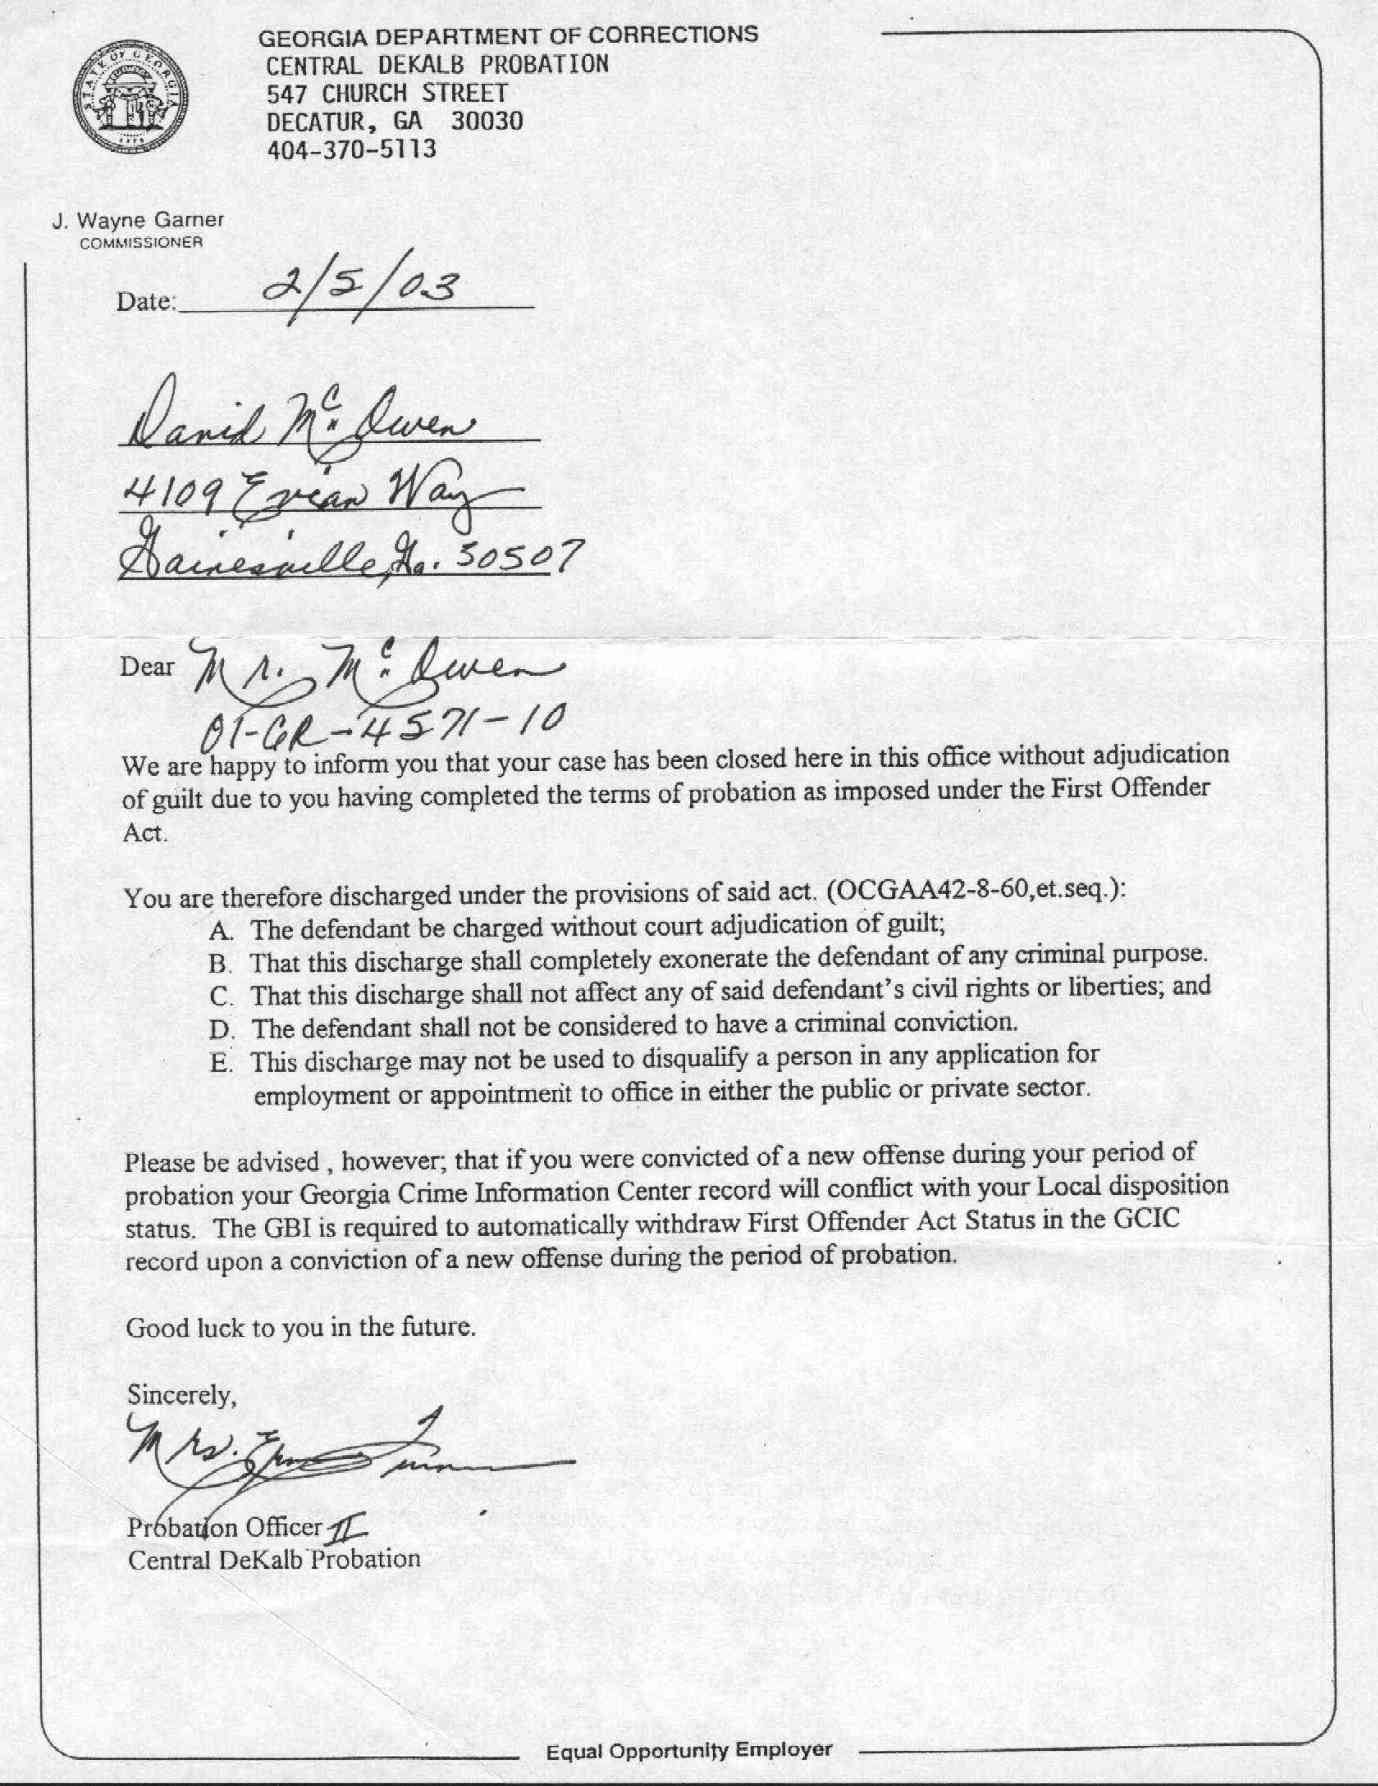 GEORGIA DEPARTMENT OF CORRECTIONS
CENTRAL DEKALB PROBATION
547 CHURCH STREET
DECATUR, GA 30030
404-370-5113
STATE OF GEORGIA
1776
J. Wayne Garner
COMMISSIONER
Date: 2/5/03
David Mc Owen
4109 Evian Way
Gainesville, Ga. 30507
Dear Mr. Mc Owen
01-CR-4571-10
We are happy to inform you that your case has been closed here in this office without adjudication
of guilt due to you having completed the terms of probation as imposed under the First Offender
Act.
You are therefore discharged under the provisions of said act. (OCGAA42-8-60,et.seq.):
A. The defendant be charged without court adjudication of guilt;
B. That this discharge shall completely exonerate the defendant of any criminal purpose.
C. That this discharge shall not affect any of said defendant's civil rights or liberties; and
D. The defendant shall not be considered to have a criminal conviction.
E. This discharge may not be used to disqualify a person in any application for
employment or appointment to office in either the public or private sector.
Please be advised , however; that if you were convicted of a new offense during your period of
probation your Georgia Crime Information Center record will conflict with your Local disposition
status. The GBI is required to automatically withdraw First Offender Act Status in the GCIC
record upon a conviction of a new offense during the period of probation.
Good luck to you in the future.
Sincerely,
Mrs.
Probation Officer II
Central DeKalb Probation
Equal Opportunity Employer